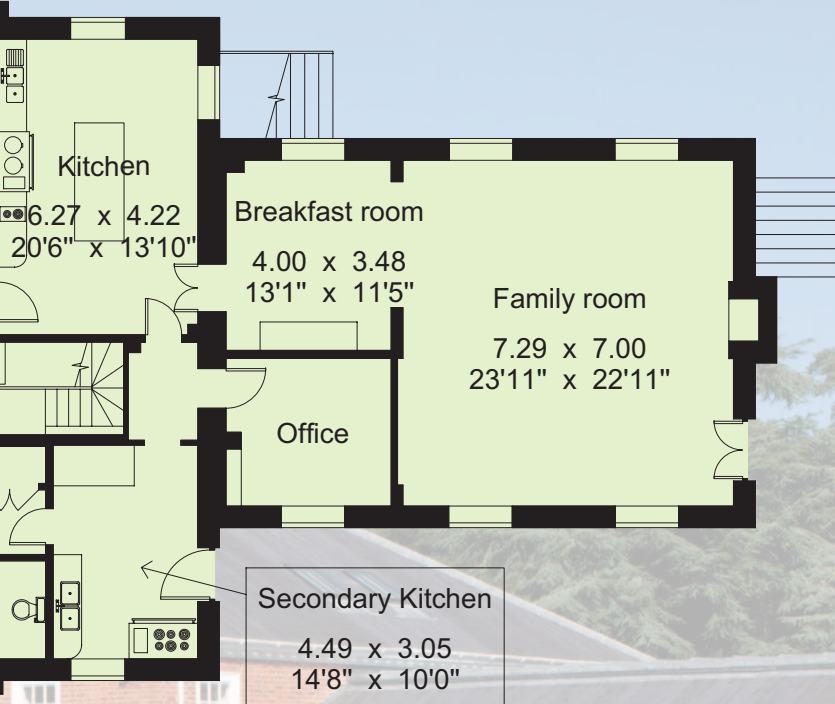 Kitchen
6.27 x 4.22
20'6" x 13'10"
Breakfast room
4.00 x 3.48
13'1" x 11'5"
Family room
7.29 x 7.00
23'11" x 22'11"
Office
Secondary Kitchen
4.49 x 3.05
14'8" x 10'0"